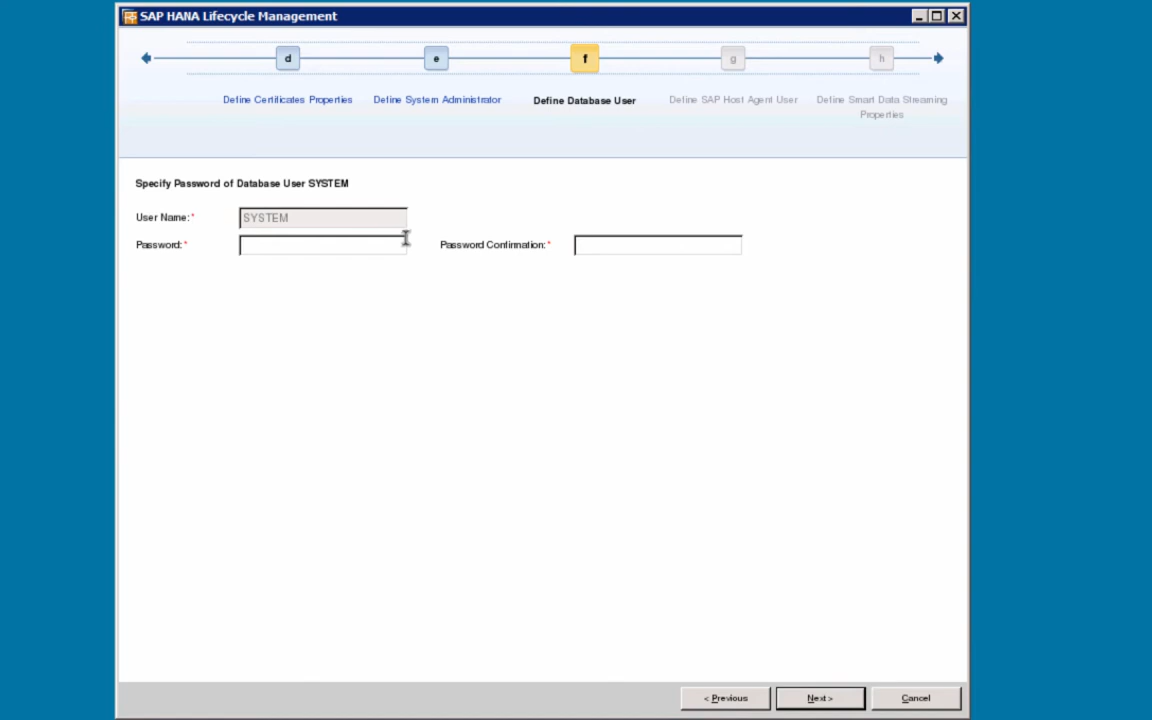 SAP HANA Lifecycle Management
d
e
f
g
h
Define Certificates Properties
Define System Administrator
Define Database User
Define SAP Host Agent User
Define Smart Data Streaming
Properties
Specify Password of Database User SYSTEM
User Name:*
SYSTEM
Password:*
Password Confirmation:*
< Previous
Next >
Cancel